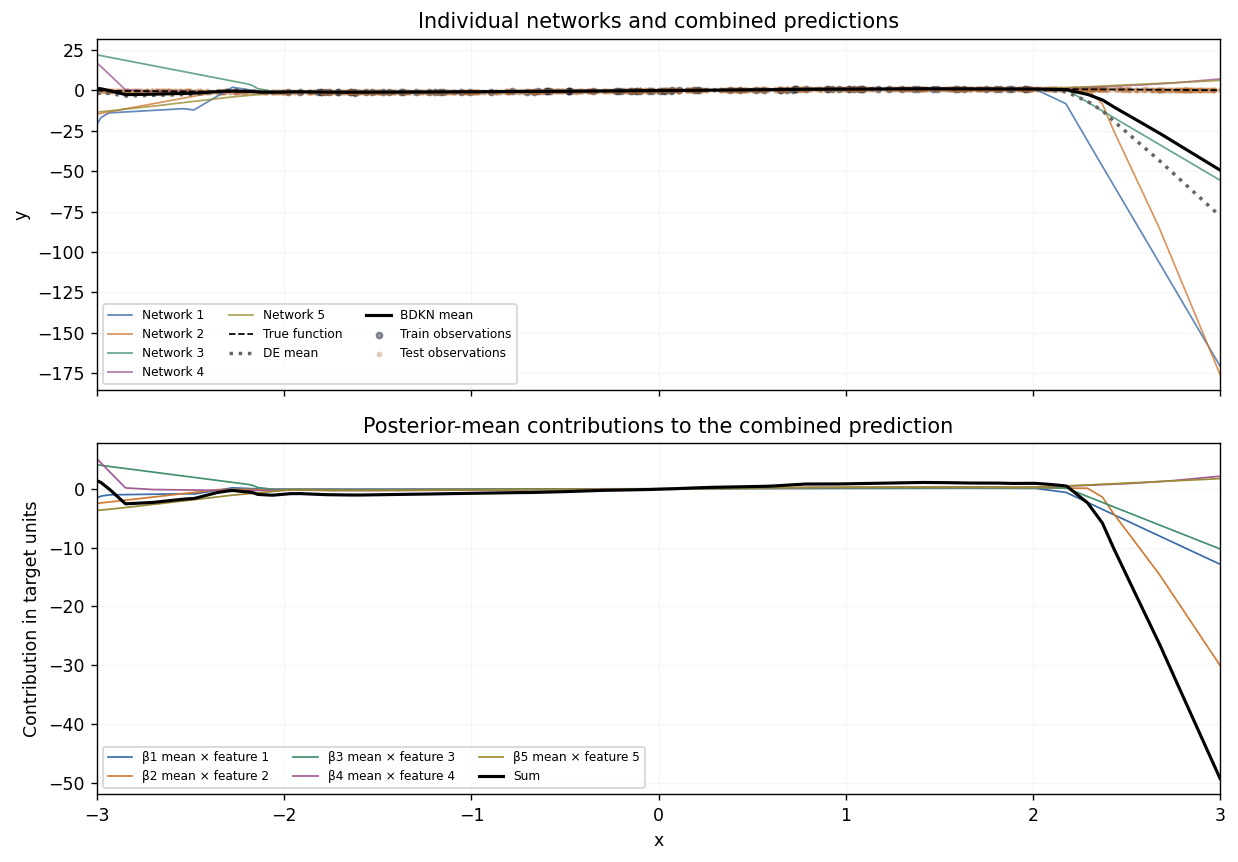 Individual networks and combined predictions
25
0
−25
−50
−75
−100
−125
−150
−175
y
Network 1
Network 2
Network 3
Network 4
Network 5
True function
DE mean
BDKN mean
Train observations
Test observations
Posterior-mean contributions to the combined prediction
0
−10
−20
−30
−40
−50
Contribution in target units
β1 mean × feature 1
β2 mean × feature 2
β3 mean × feature 3
β4 mean × feature 4
β5 mean × feature 5
Sum
−3 −2 −1 0 1 2 3
x